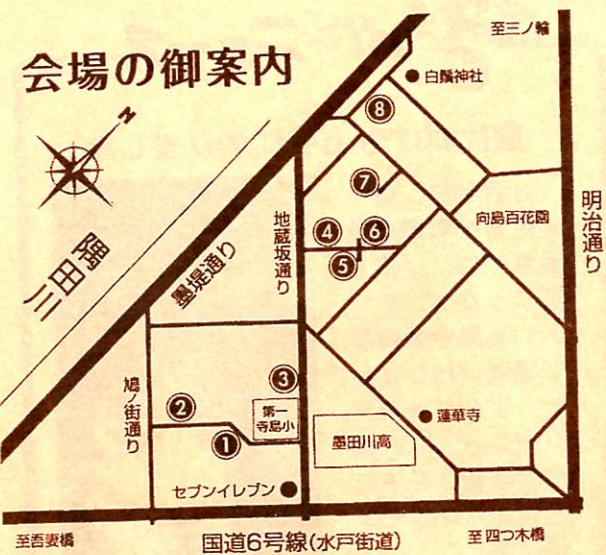 会場の御案内
至三ノ輪
白鬚神社
⑧
N
⑦
明治通り
向島百花園
地蔵坂通り
④
⑥
⑤
隅田川
墨堤通り
③
鳩ノ街通り
②
第一
寺島小
蓮華寺
①
墨田川高
セブンイレブン
至吾妻橋
国道6号線(水戸街道)
至四つ木橋